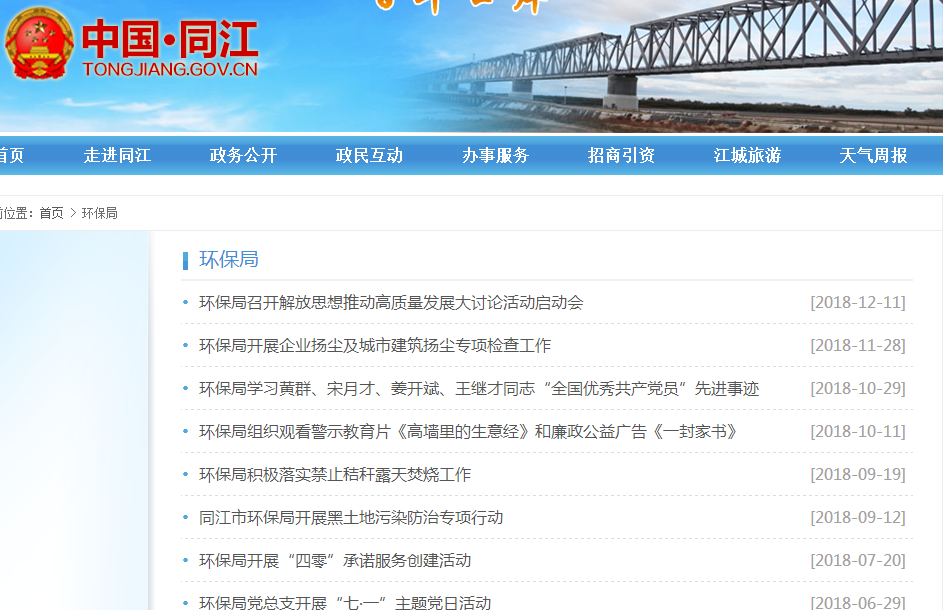 中国·同江
TONGJIANG.GOV.CN
首页 走进同江 政务公开 政民互动 办事服务 招商引资 江城旅游 天气周报
位置：首页 > 环保局
环保局
• 环保局召开解放思想推动高质量发展大讨论活动启动会 [2018-12-11]
• 环保局开展企业扬尘及城市建筑扬尘专项检查工作 [2018-11-28]
• 环保局学习黄群、宋月才、姜开斌、王继才同志“全国优秀共产党员”先进事迹 [2018-10-29]
• 环保局组织观看警示教育片《高墙里的生意经》和廉政公益广告《一封家书》 [2018-10-11]
• 环保局积极落实禁止秸秆露天焚烧工作 [2018-09-19]
• 同江市环保局开展黑土地污染防治专项行动 [2018-09-12]
• 环保局开展“四零”承诺服务创建活动 [2018-07-20]
• 环保局党总支开展“七·一”主题党日活动 [2018-06-29]